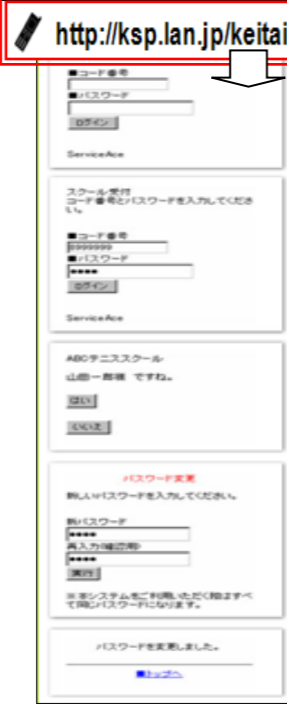 http://ksp.lan.jp/keitai
■コード番号
■パスワード
ログイン
ServiceAce
スクール受付
コード番号とパスワードを入力してくださ
い。
■コード番号
9999999
■パスワード
****
ログイン
ServiceAce
ABCテニススクール
山田一郎様 ですね。
はい
いいえ
パスワード変更
新しいパスワードを入力してください。
新パスワード
****
再入力(確認用)
****
実行
※本システムをご利用いただく際はすべ
て同じパスワードになります。
パスワードを変更しました。
■トップへ